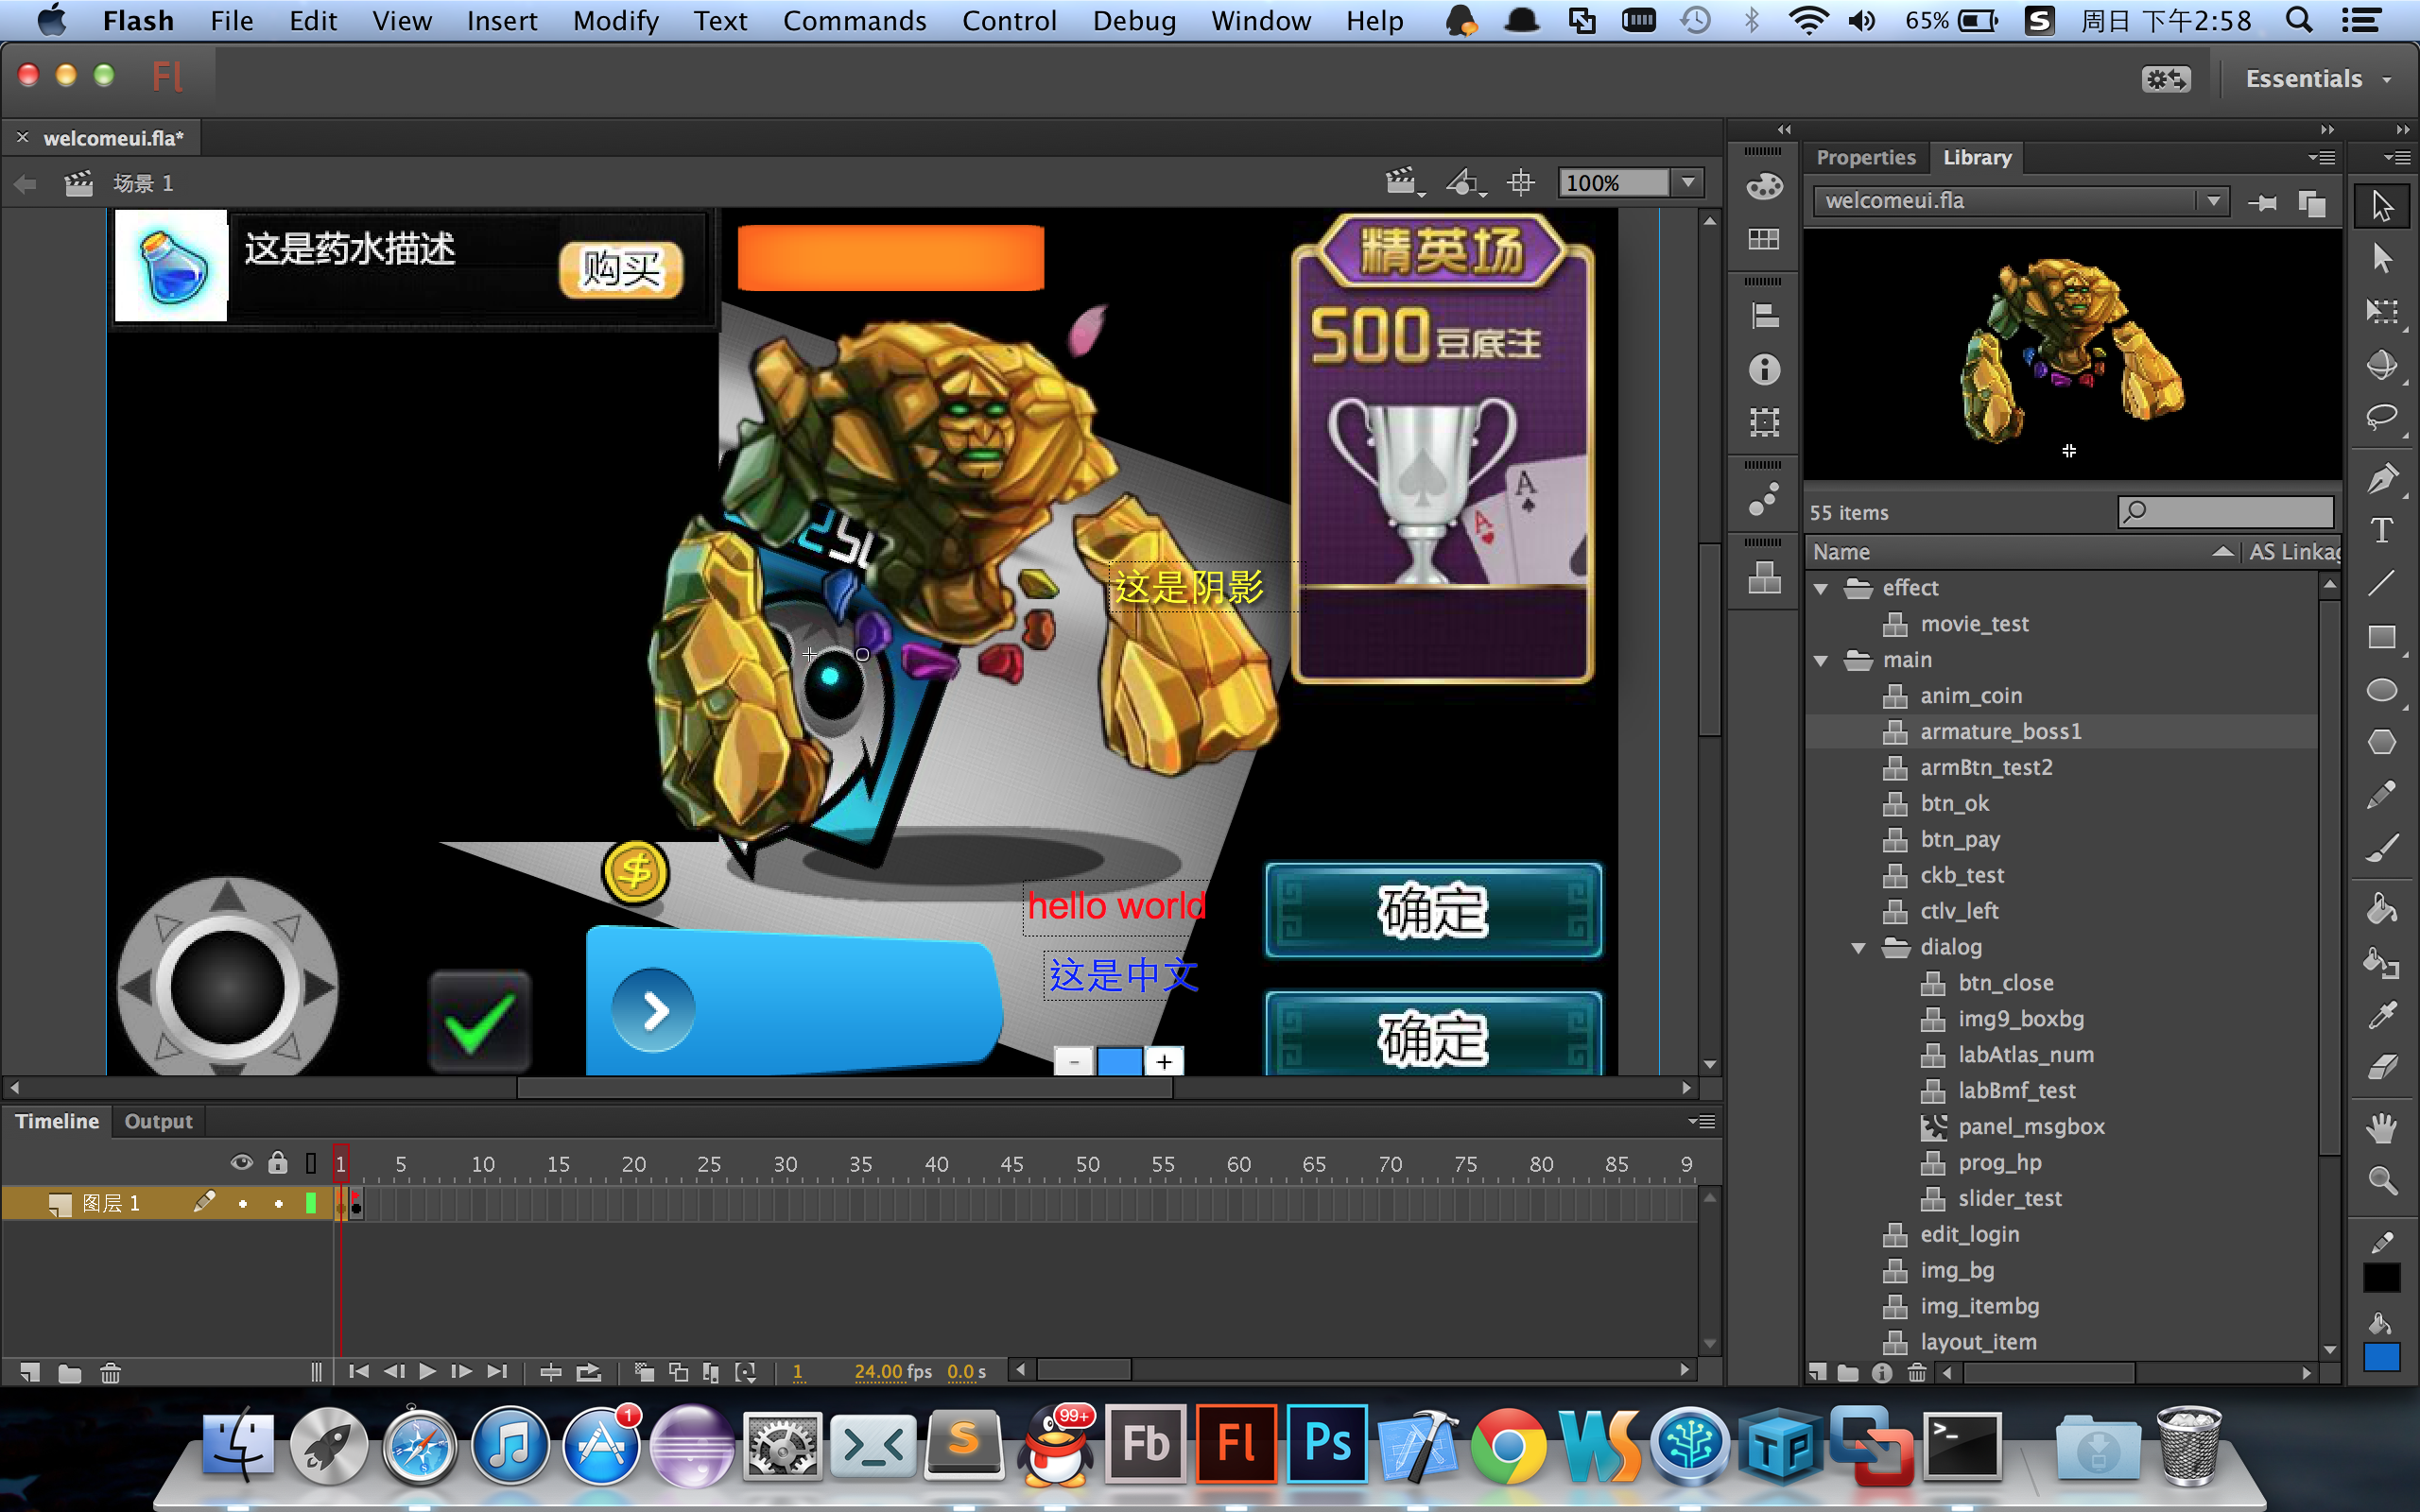 Flash File Edit View Insert Modify Text Commands Control Debug Window Help 65% S 周日 下午2:58
Fl Essentials
welcomeui.fla*
场景 1 100%
这是药水描述
购买
精英场
500豆底注
A
A
这是阴影
hello world
这是中文
确定
确定
- +
$
Properties Library
welcomeui.fla
55 items
Name AS Linkag
effect
movie_test
main
anim_coin
armature_boss1
armBtn_test2
btn_ok
btn_pay
ckb_test
ctlv_left
dialog
btn_close
img9_boxbg
labAtlas_num
labBmf_test
panel_msgbox
prog_hp
slider_test
edit_login
img_bg
img_itembg
layout_item
T
Timeline Output
1 5 10 15 20 25 30 35 40 45 50 55 60 65 70 75 80 85 9
图层 1
1 24.00 fps 0.0 s
1 S 99+ Fb Fl Ps WS TP >_